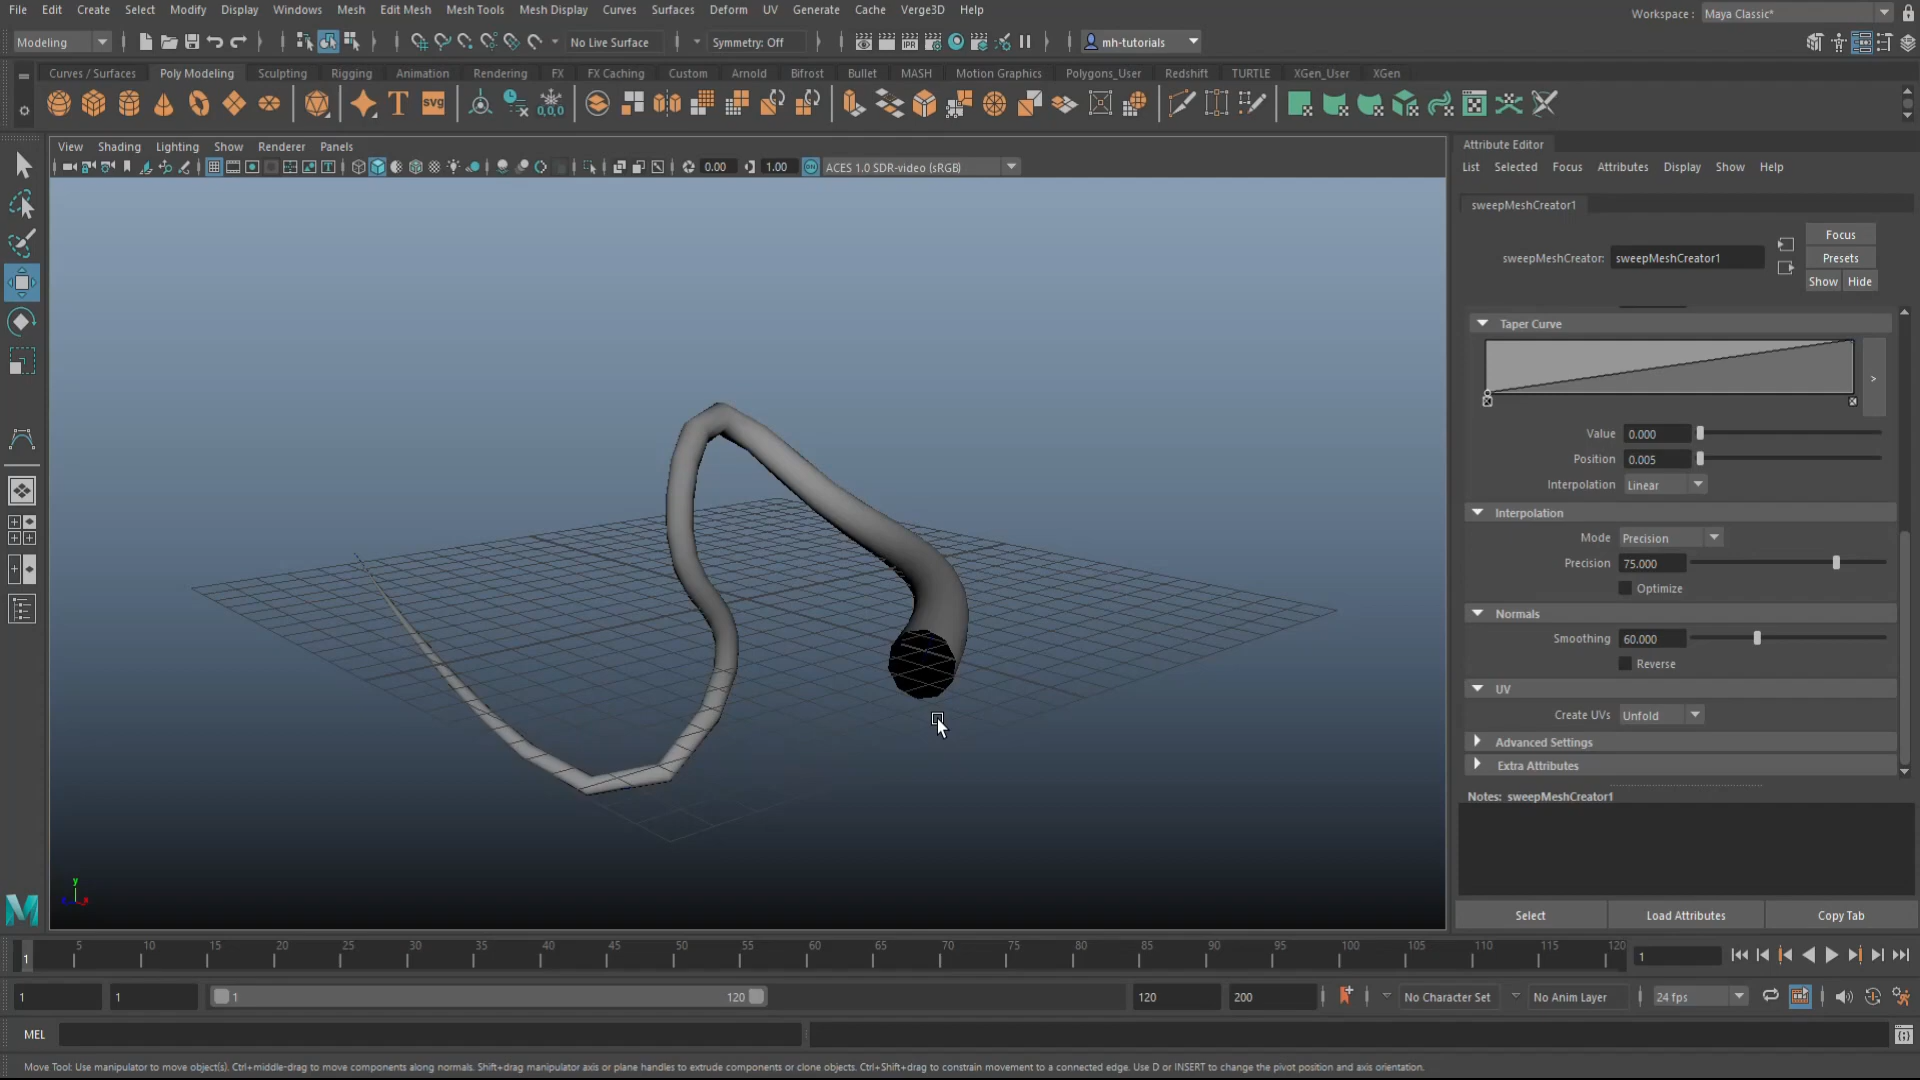 File Edit Create Select Modify Display Windows Mesh Edit Mesh Mesh Tools Mesh Display Curves Surfaces Deform UV Generate Cache Verge3D Help
Workspace : Maya Classic*
Modeling No Live Surface Symmetry: Off mh-tutorials
Curves / Surfaces Poly Modeling Sculpting Rigging Animation Rendering FX FX Caching Custom Arnold Bifrost Bullet MASH Motion Graphics Polygons_User Redshift TURTLE XGen_User XGen
T SVG 0,0,0
View Shading Lighting Show Renderer Panels
0.00 1.00 ACES 1.0 SDR-video (sRGB)
Attribute Editor
List Selected Focus Attributes Display Show Help
sweepMeshCreator1
sweepMeshCreator: sweepMeshCreator1
Focus
Presets
Show Hide
Taper Curve
>
Value 0.000
Position 0.005
Interpolation Linear
Interpolation
Mode Precision
Precision 75.000
Optimize
Normals
Smoothing 60.000
Reverse
UV
Create UVs Unfold
Advanced Settings
Extra Attributes
Notes: sweepMeshCreator1
Select Load Attributes Copy Tab
y
M
1 5 10 15 20 25 30 35 40 45 50 55 60 65 70 75 80 85 90 95 100 105 110 115 120 1
1 1 1 120 120 200 No Character Set No Anim Layer 24 fps
MEL
Move Tool: Use manipulator to move object(s). Ctrl+middle-drag to move components along normals. Shift+drag manipulator axis or plane handles to extrude components or clone objects. Ctrl+Shift+drag to constrain movement to a connected edge. Use D or INSERT to change the pivot position and axis orientation.